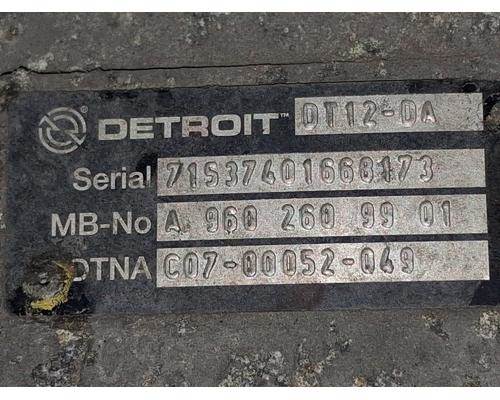 DETROIT™ DT12-DA
Serial 71537401668173
MB-No A 960 260 99 01
DTNA C07-00052-049